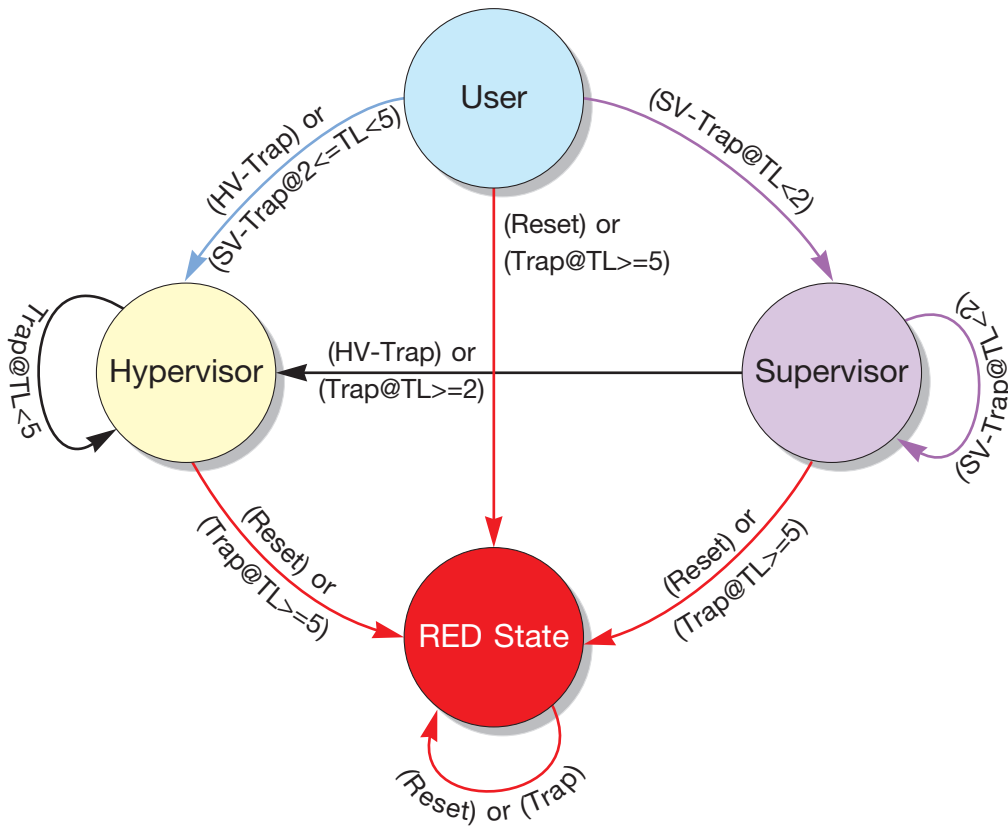 User
(HV-Trap) or
(SV-Trap@2<=TL<5)
(SV-Trap@TL<2)
(Reset) or
(Trap@TL>=5)
Trap@TL<5
Hypervisor
(HV-Trap) or
(Trap@TL>=2)
Supervisor
(SV-Trap@TL<2)
(Reset) or
(Trap@TL>=5)
(Reset) or
(Trap@TL>=5)
RED State
(Reset) or (Trap)